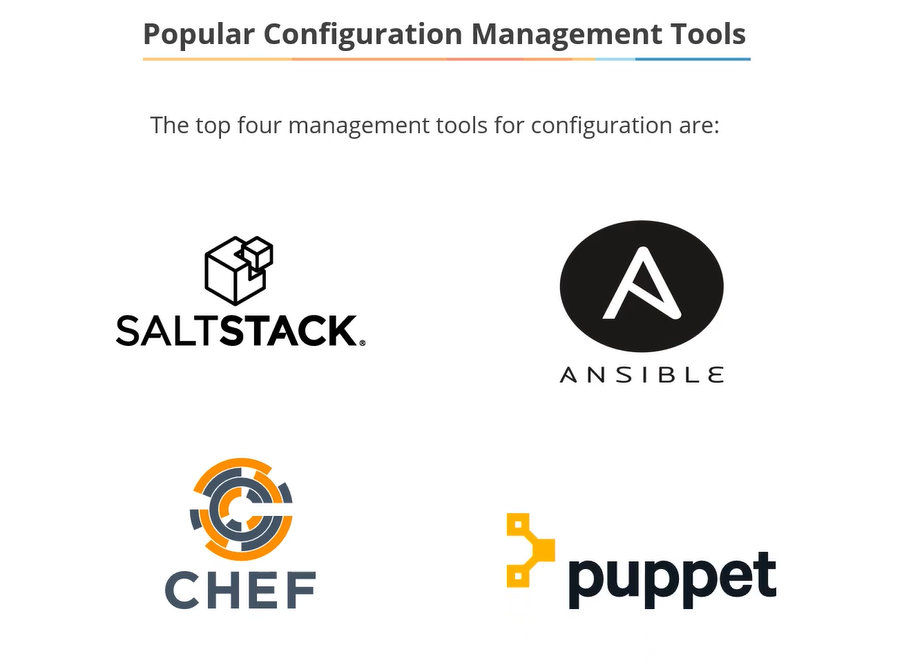 Popular Configuration Management Tools
The top four management tools for configuration are:
SALTSTACK®
A
ANSIBLE
CHEF
puppet